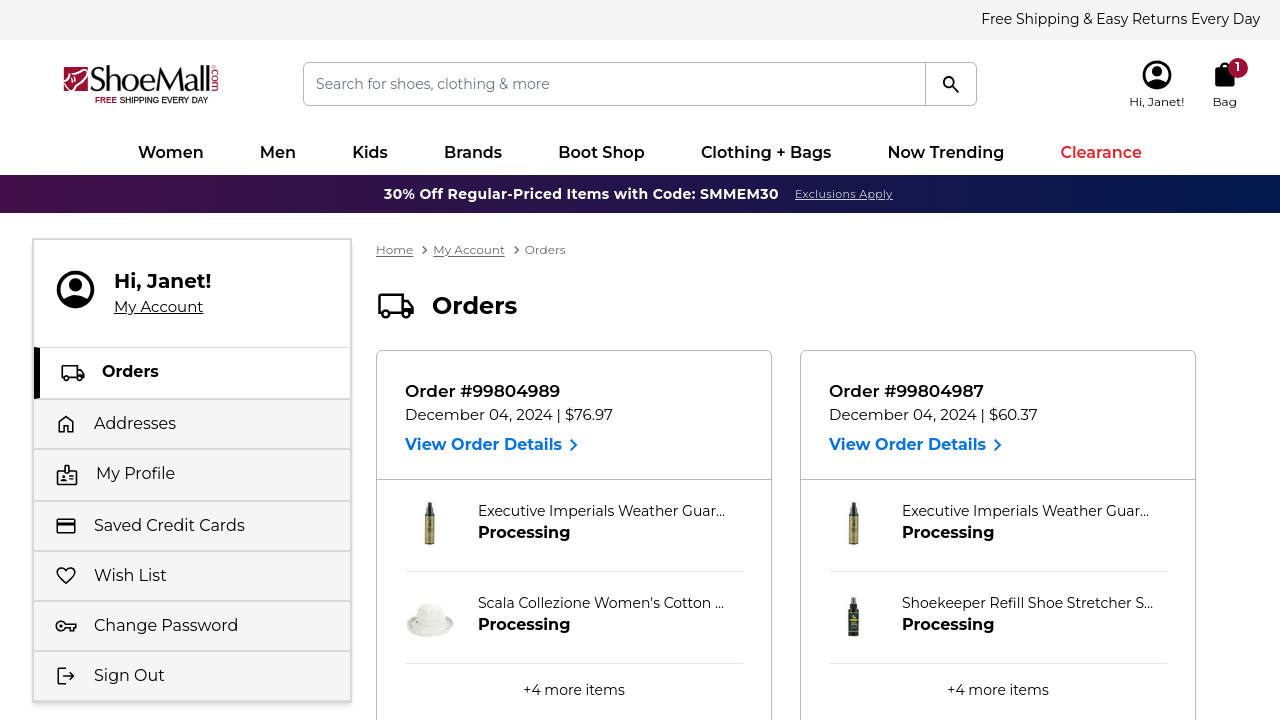 Free Shipping & Easy Returns Every Day
ShoeMall.com
FREE SHIPPING EVERY DAY
Search for shoes, clothing & more
Hi, Janet!
1
Bag
Women
Men
Kids
Brands
Boot Shop
Clothing + Bags
Now Trending
Clearance
30% Off Regular-Priced Items with Code: SMMEM30
Exclusions Apply
Hi, Janet!
My Account
Orders
Addresses
My Profile
Saved Credit Cards
Wish List
Change Password
Sign Out
Home > My Account > Orders
Orders
Order #99804989
December 04, 2024 | $76.97
View Order Details
Executive Imperials Weather Guar...
Processing
Scala Collezione Women's Cotton ...
Processing
+4 more items
Order #99804987
December 04, 2024 | $60.37
View Order Details
Executive Imperials Weather Guar...
Processing
Shoekeeper Refill Shoe Stretcher S...
Processing
+4 more items